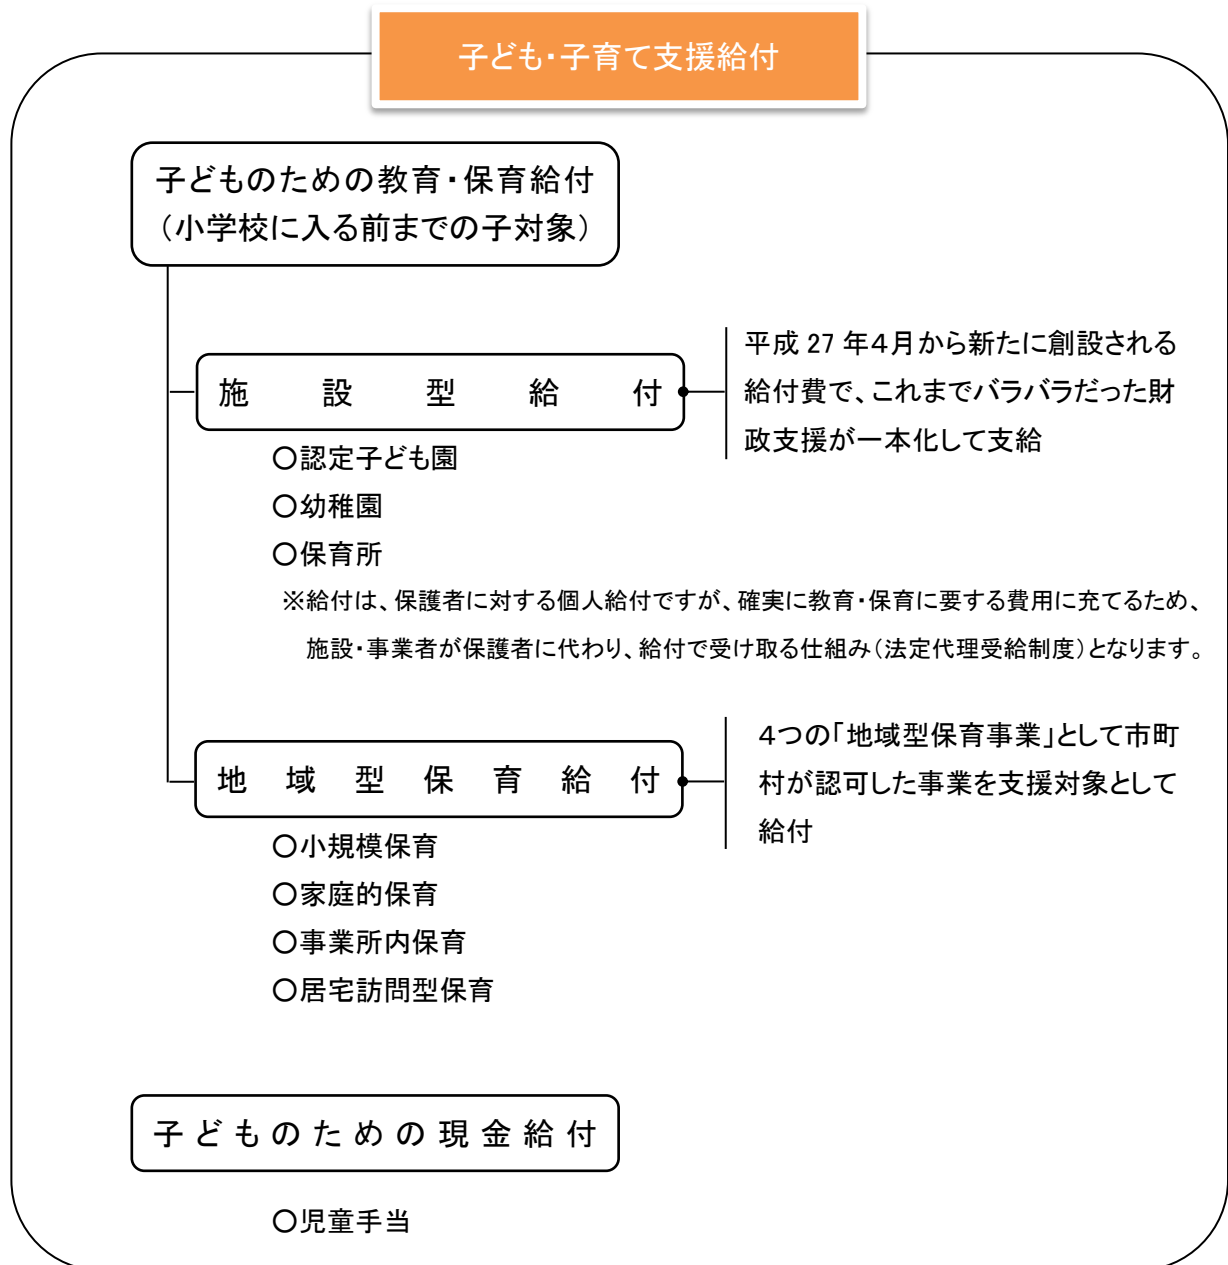 子ども・子育て支援給付
子どものための教育・保育給付
（小学校に入る前までの子対象）
施設型給付
平成 27 年４月から新たに創設される
給付費で、これまでバラバラだった財
政支援が一本化して支給
○認定子ども園
○幼稚園
○保育所
※給付は、保護者に対する個人給付ですが、確実に教育・保育に要する費用に充てるため、
施設・事業者が保護者に代わり、給付で受け取る仕組み（法定代理受給制度）となります。
地域型保育給付
４つの「地域型保育事業」として市町
村が認可した事業を支援対象として
給付
○小規模保育
○家庭的保育
○事業所内保育
○居宅訪問型保育
子どものための現金給付
○児童手当